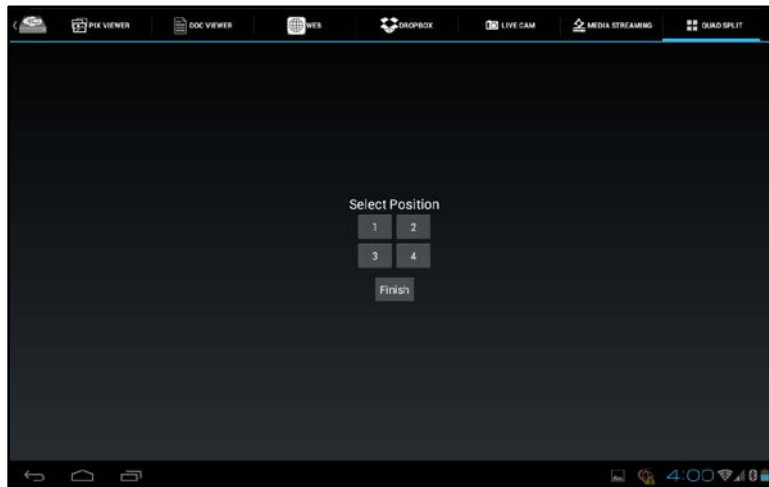 PIX VIEWER DOC VIEWER WEB DROPBOX LIVE CAM MEDIA STREAMING QUAD SPLIT
Select Position
1 2
3 4
Finish
4:00